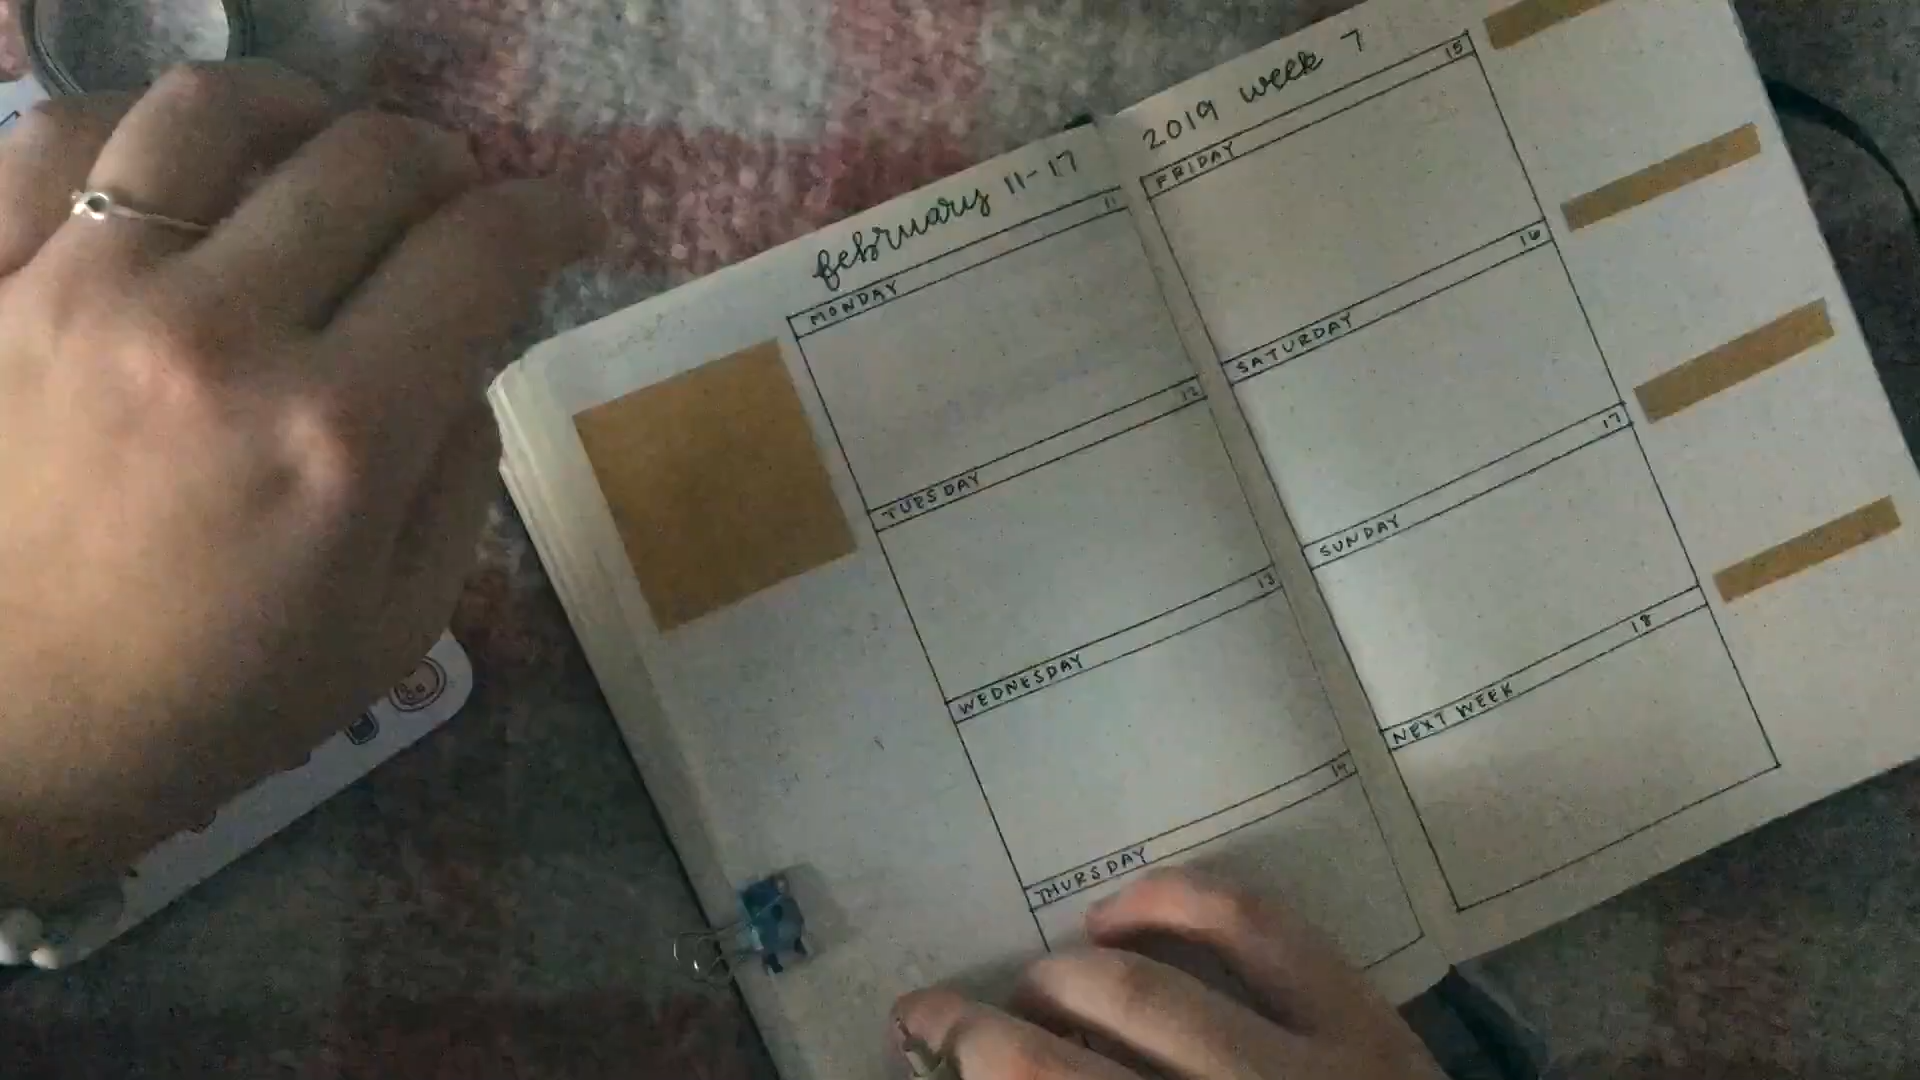 february 11-17
MONDAY 11
TUESDAY 12
WEDNESDAY 13
THURSDAY 14
2019 week 7
FRIDAY 15
SATURDAY 16
SUNDAY 17
NEXT WEEK 18